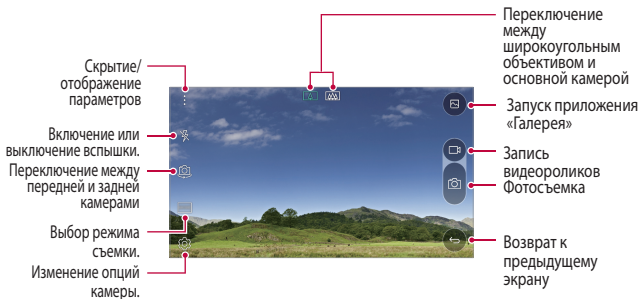 Скрытие/
отображение
параметров
Включение или
выключение вспышки.
Переключение между
передней и задней
камерами
Выбор режима
съемки.
Изменение опций
камеры.
Переключение
между
широкоугольным
объективом и
основной камерой
Запуск приложения
«Галерея»
Запись
видеороликов
Фотосъемка
Возврат к
предыдущему
экрану